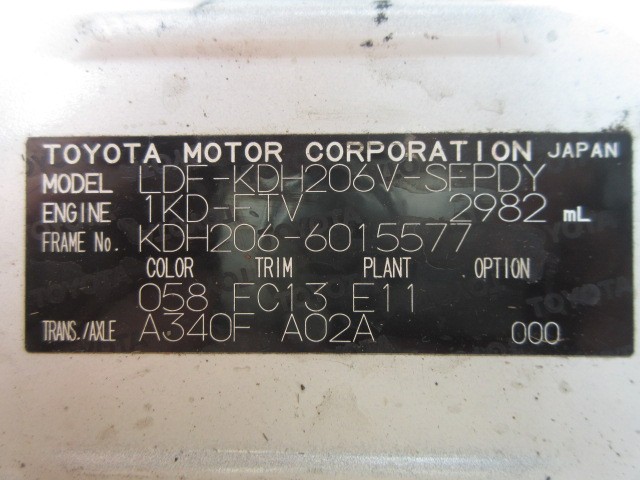 TOYOTA MOTOR CORPORATION JAPAN
MODEL LDF-KDH206V-SFPDY
ENGINE 1KD-FTV 2982 mL
FRAME No. KDH206-6015577
COLOR TRIM PLANT OPTION
058 FC13 E11
TRANS./AXLE A340F A02A 000